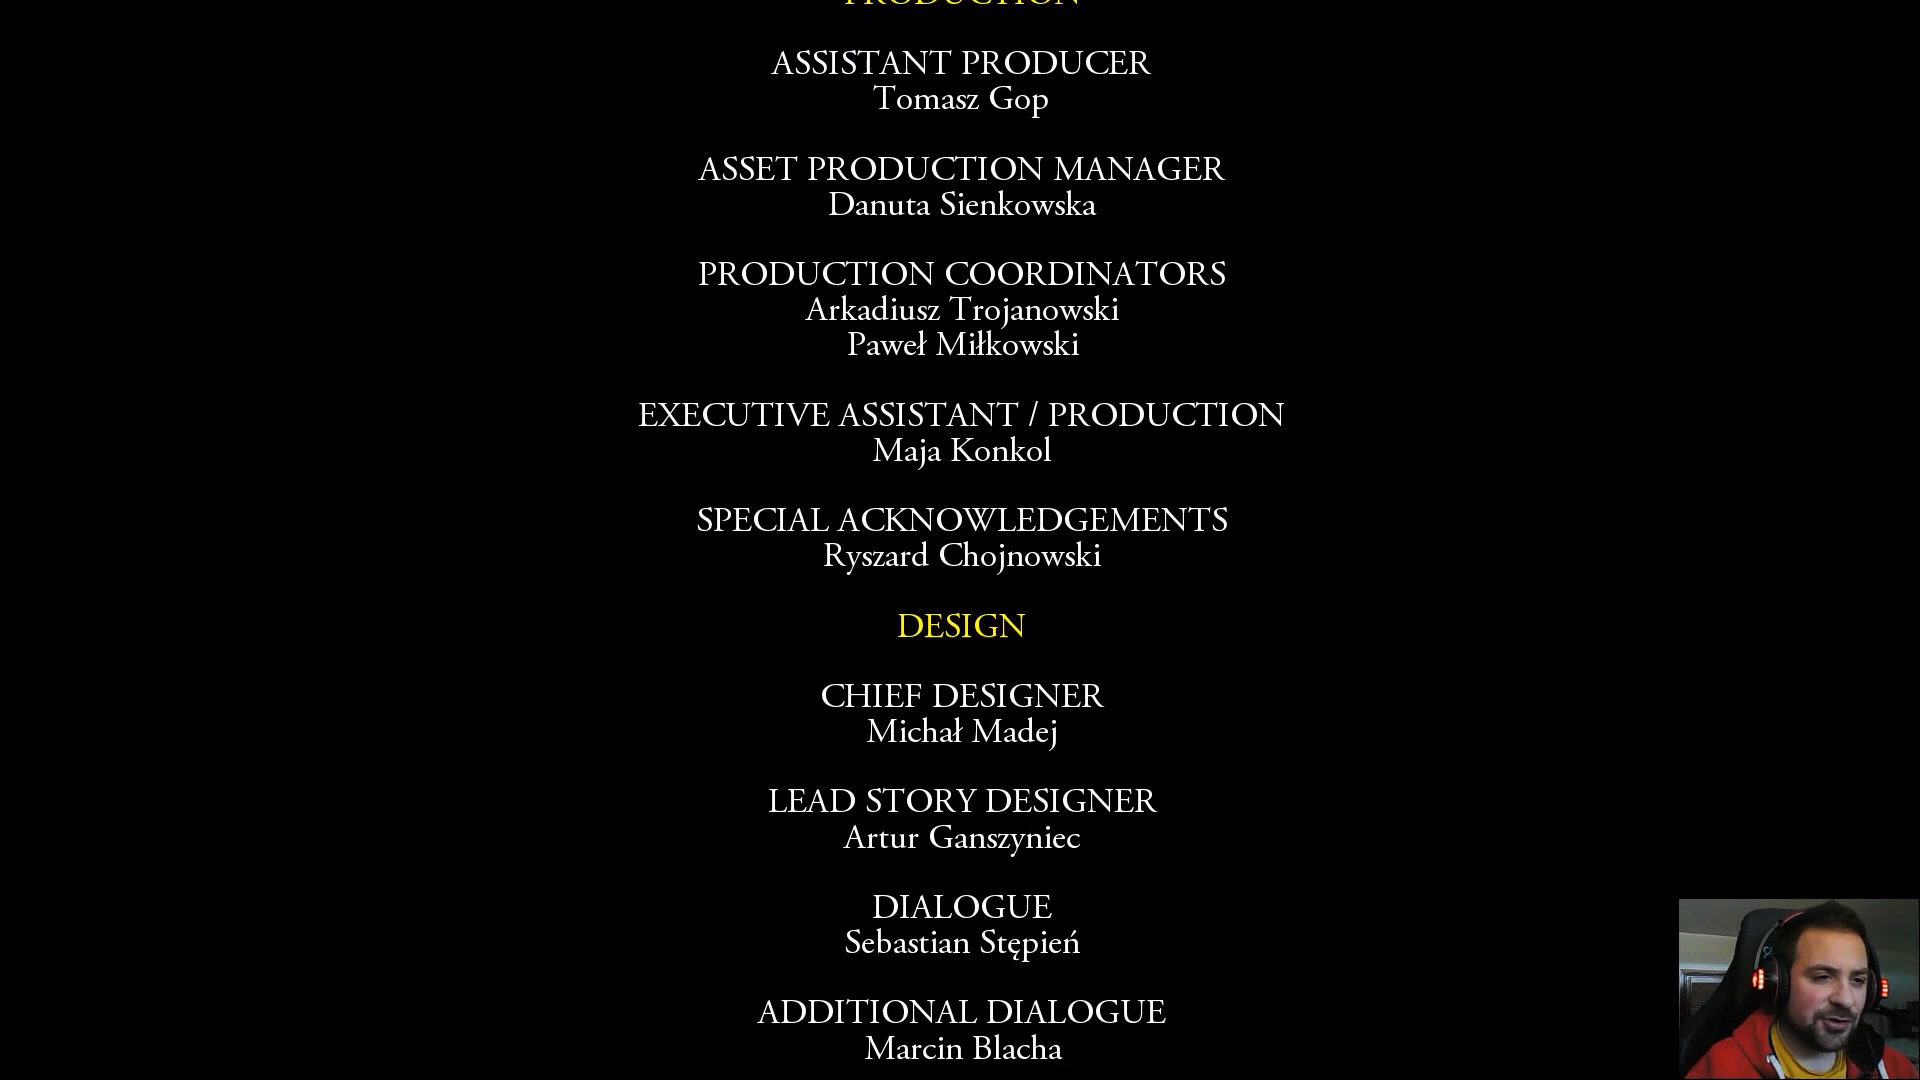 PRODUCTION
ASSISTANT PRODUCER
Tomasz Gop
ASSET PRODUCTION MANAGER
Danuta Sienkowska
PRODUCTION COORDINATORS
Arkadiusz Trojanowski
Paweł Miłkowski
EXECUTIVE ASSISTANT / PRODUCTION
Maja Konkol
SPECIAL ACKNOWLEDGEMENTS
Ryszard Chojnowski
DESIGN
CHIEF DESIGNER
Michał Madej
LEAD STORY DESIGNER
Artur Ganszyniec
DIALOGUE
Sebastian Stępień
ADDITIONAL DIALOGUE
Marcin Blacha